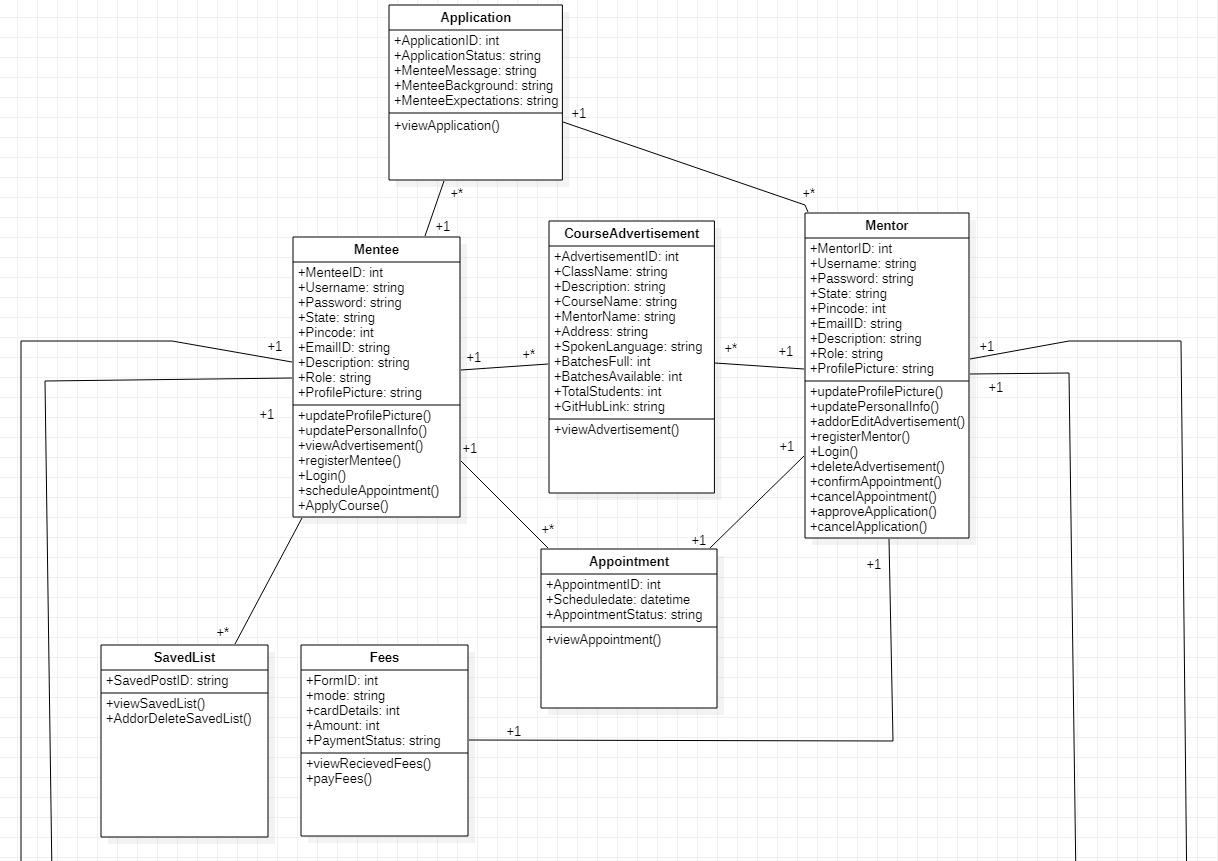 Application
+ApplicationID: int
+ApplicationStatus: string
+MenteeMessage: string
+MenteeBackground: string
+MenteeExpectations: string
+viewApplication()
+1
+*
+*
+1
Mentee
+MenteeID: int
+Username: string
+Password: string
+State: string
+Pincode: int
+EmailID: string
+Description: string
+Role: string
+ProfilePicture: string
+updateProfilePicture()
+updatePersonalInfo()
+viewAdvertisement()
+registerMentee()
+Login()
+scheduleAppointment()
+ApplyCourse()
+1
+1
+1
+*
+1
+*
CourseAdvertisement
+AdvertisementID: int
+ClassName: string
+Description: string
+CourseName: string
+MentorName: string
+Address: string
+SpokenLanguage: string
+BatchesFull: int
+BatchesAvailable: int
+TotalStudents: int
+GitHubLink: string
+viewAdvertisement()
+*
+1
Mentor
+MentorID: int
+Username: string
+Password: string
+State: string
+Pincode: int
+EmailID: string
+Description: string
+Role: string
+ProfilePicture: string
+updateProfilePicture()
+updatePersonalInfo()
+addorEditAdvertisement()
+registerMentor()
+Login()
+deleteAdvertisement()
+confirmAppointment()
+cancelAppointment()
+approveApplication()
+cancelApplication()
+1
+1
+1
+1
+1
Appointment
+AppointmentID: int
+Scheduledate: datetime
+AppointmentStatus: string
+viewAppointment()
+*
SavedList
+SavedPostID: string
+viewSavedList()
+AddorDeleteSavedList()
Fees
+FormID: int
+mode: string
+cardDetails: int
+Amount: int
+PaymentStatus: string
+viewRecievedFees()
+payFees()
+1